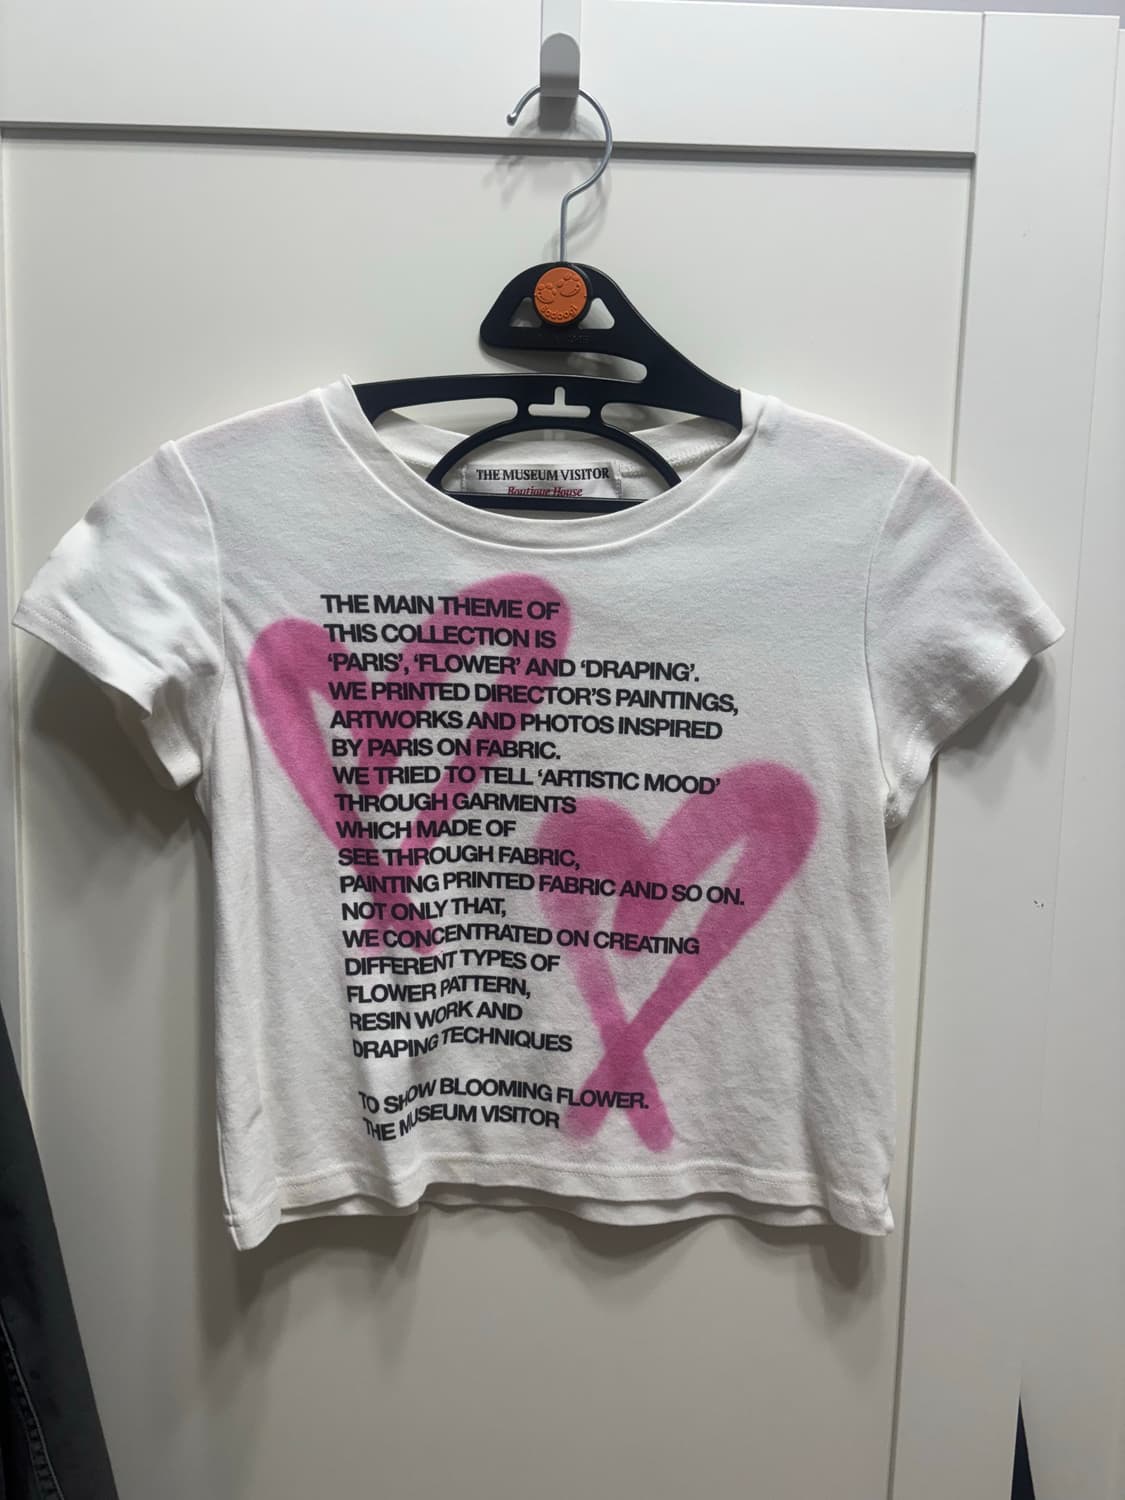 THE MUSEUM VISITOR
Boutique House
THE MAIN THEME OF
THIS COLLECTION IS
‘PARIS’, ‘FLOWER’ AND ‘DRAPING’.
WE PRINTED DIRECTOR’S PAINTINGS,
ARTWORKS AND PHOTOS INSPIRED
BY PARIS ON FABRIC.
WE TRIED TO TELL ‘ARTISTIC MOOD’
THROUGH GARMENTS
WHICH MADE OF
SEE THROUGH FABRIC,
PAINTING PRINTED FABRIC AND SO ON.
NOT ONLY THAT,
WE CONCENTRATED ON CREATING
DIFFERENT TYPES OF
FLOWER PATTERN,
RESIN WORK AND
DRAPING TECHNIQUES
TO SHOW BLOOMING FLOWER.
THE MUSEUM VISITOR